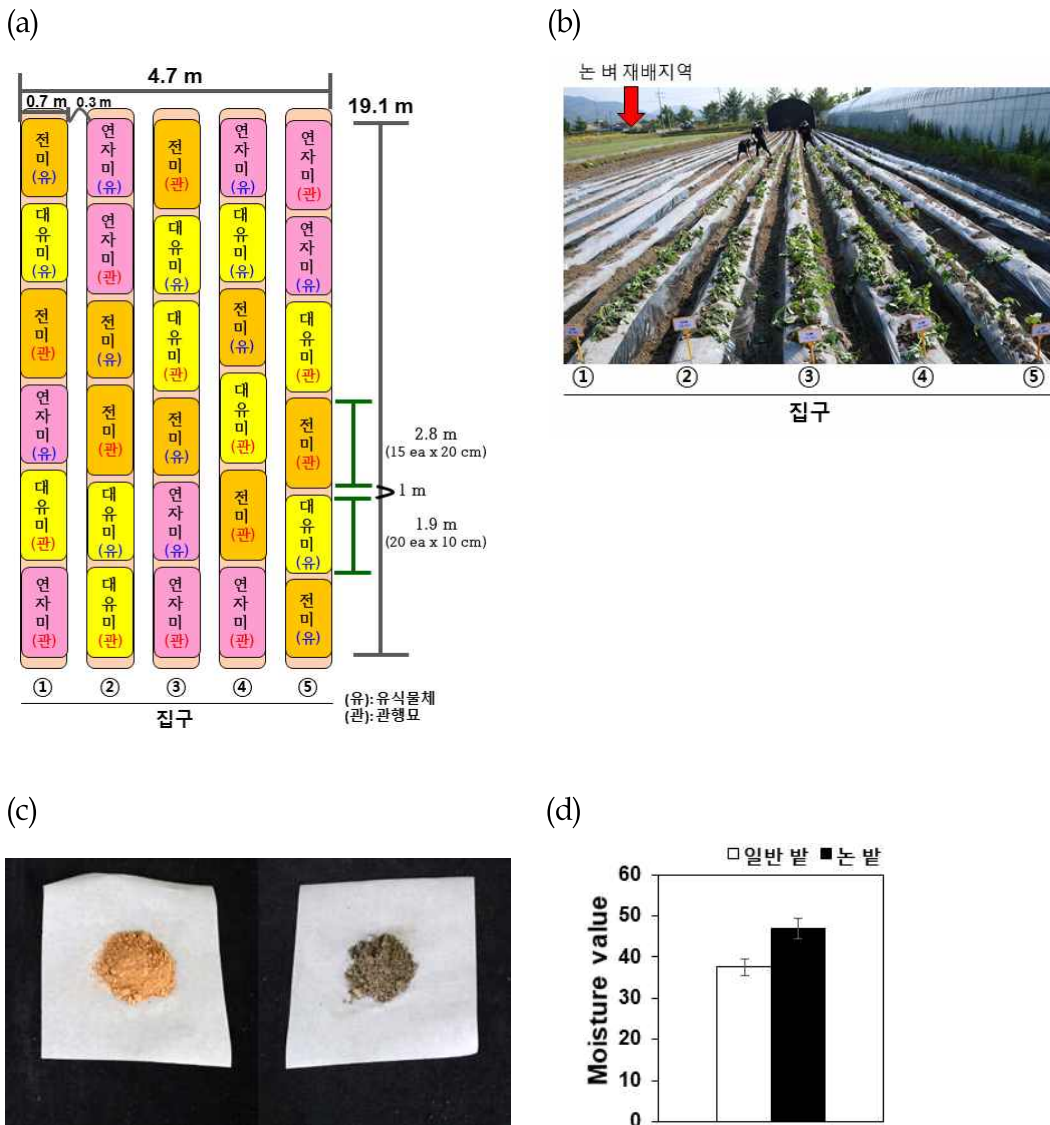 (a)
4.7 m
0.7 m
0.3 m
19.1 m
전미(유)
대유미(유)
전미(관)
연자미(유)
대유미(관)
연자미(관)
연자미(유)
연자미(관)
전미(유)
전미(관)
대유미(유)
대유미(관)
전미(관)
대유미(유)
대유미(관)
전미(유)
연자미(유)
연자미(관)
연자미(유)
대유미(유)
전미(유)
대유미(관)
전미(관)
연자미(관)
연자미(관)
연자미(유)
대유미(관)
전미(관)
대유미(유)
전미(유)
2.8 m
(15 ea x 20 cm)
1 m
1.9 m
(20 ea x 10 cm)
① ② ③ ④ ⑤
집구
(유): 유식물체
(관): 관행묘
(b)
논 벼 재배지역
① ② ③ ④ ⑤
집구
(c)
(d)
일반 밭 논 밭
Moisture value
60
50
40
30
20
10
0